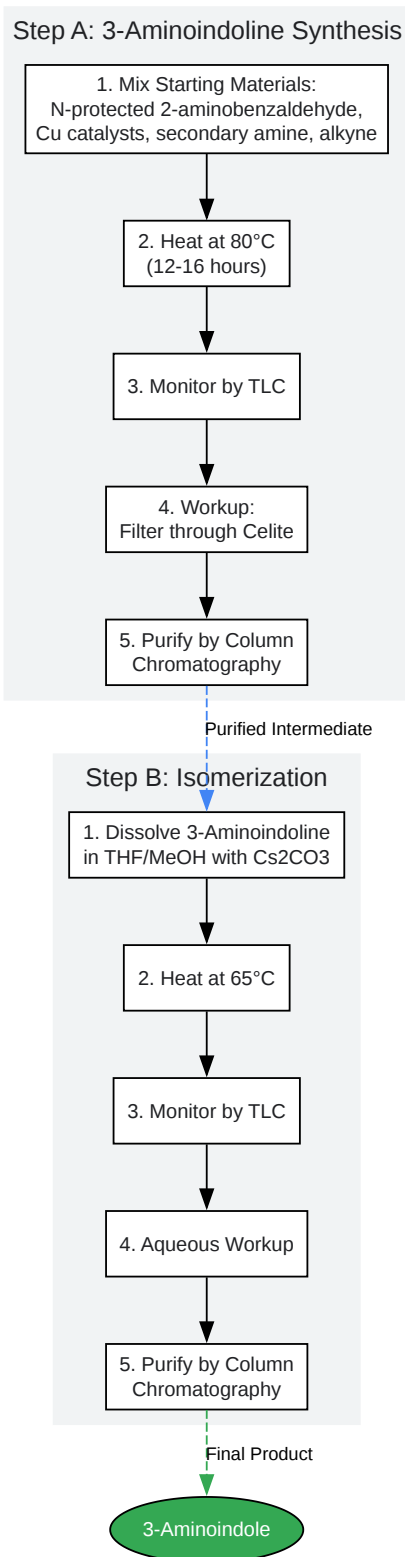 Step A: 3-Aminoindoline Synthesis
1. Mix Starting Materials:
N-protected 2-aminobenzaldehyde,
Cu catalysts, secondary amine, alkyne
2. Heat at 80°C
(12-16 hours)
3. Monitor by TLC
4. Workup:
Filter through Celite
5. Purify by Column
Chromatography
Purified Intermediate
Step B: Isomerization
1. Dissolve 3-Aminoindoline
in THF/MeOH with Cs2CO3
2. Heat at 65°C
3. Monitor by TLC
4. Aqueous Workup
5. Purify by Column
Chromatography
Final Product
3-Aminoindole